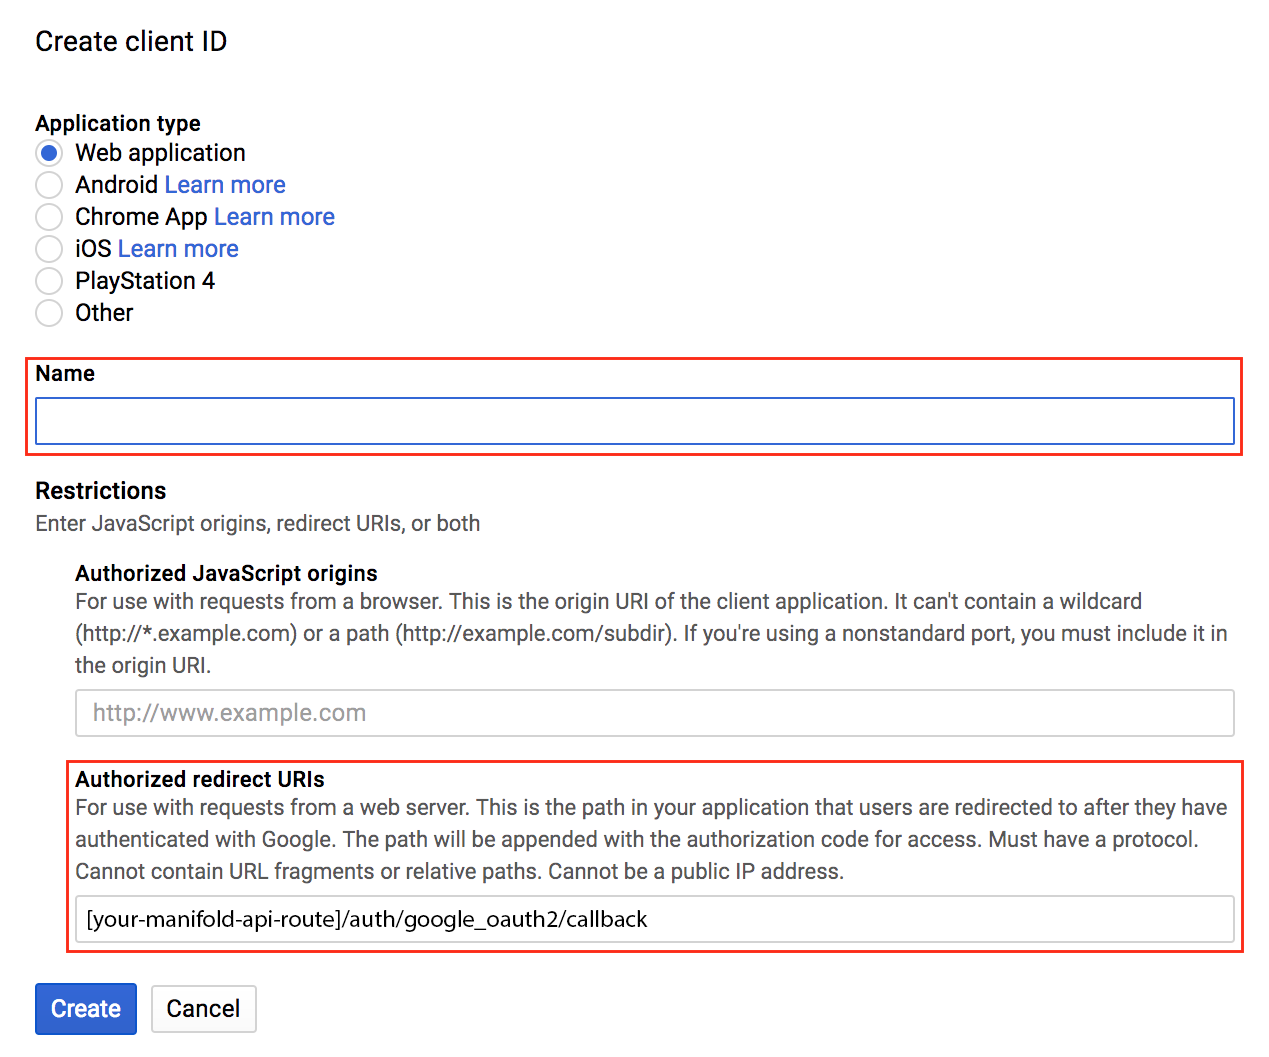 Create client ID
Application type
Web application
Android Learn more
Chrome App Learn more
iOS Learn more
PlayStation 4
Other
Name
Restrictions
Enter JavaScript origins, redirect URIs, or both
Authorized JavaScript origins
For use with requests from a browser. This is the origin URI of the client application. It can't contain a wildcard
(http://*.example.com) or a path (http://example.com/subdir). If you're using a nonstandard port, you must include it in
the origin URI.
http://www.example.com
Authorized redirect URIs
For use with requests from a web server. This is the path in your application that users are redirected to after they have
authenticated with Google. The path will be appended with the authorization code for access. Must have a protocol.
Cannot contain URL fragments or relative paths. Cannot be a public IP address.
[your-manifold-api-route]/auth/google_oauth2/callback
Create Cancel